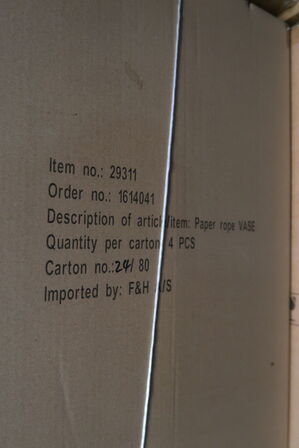 Item no.: 29311
Order no.: 1614041
Description of article/item: Paper rope VASE
Quantity per carton: 4 PCS
Carton no.:24/ 80
Imported by: F&H A/S